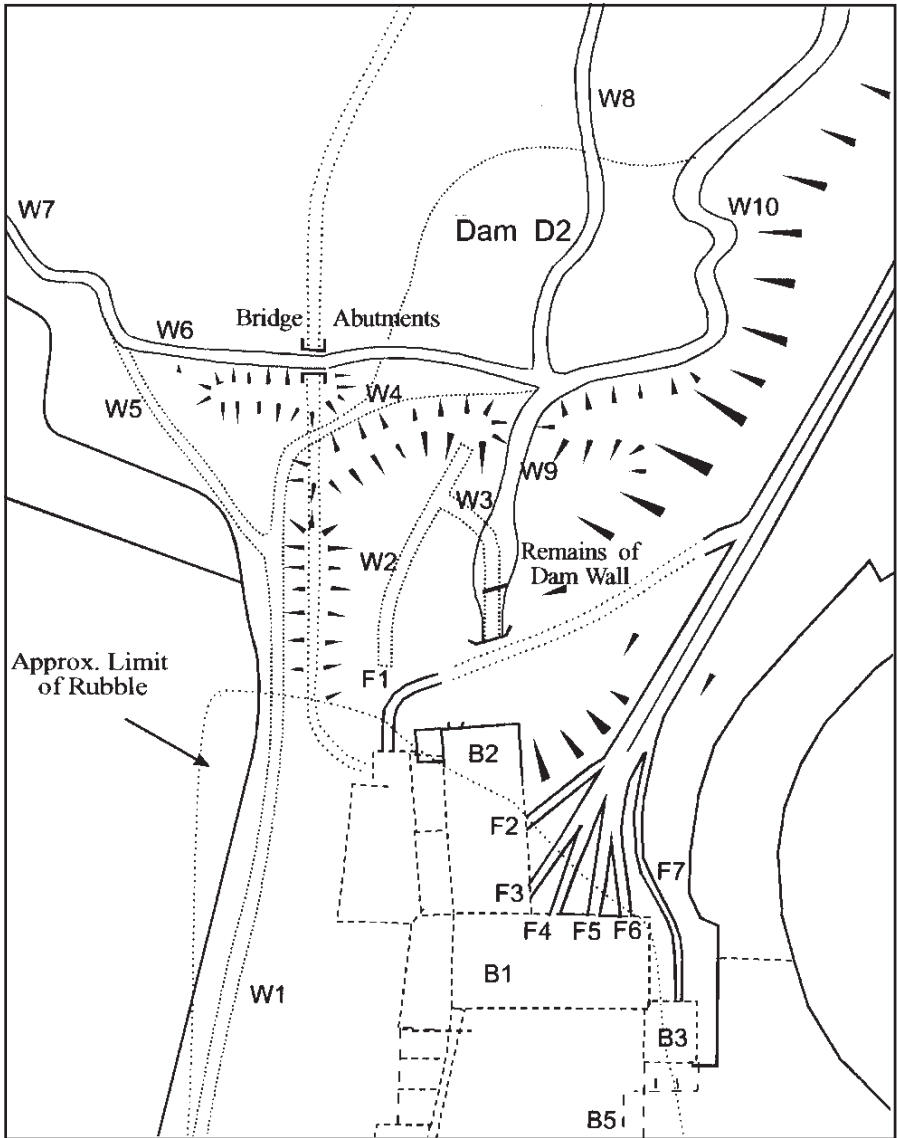 W8
W7
W10
Dam D2
Bridge Abutments
W6
W4
W5
W9
W3
W2
Remains of
Dam Wall
Approx. Limit
of Rubble
F1
B2
F2
F7
F3
F4 F5 F6
B1
W1
B3
B5